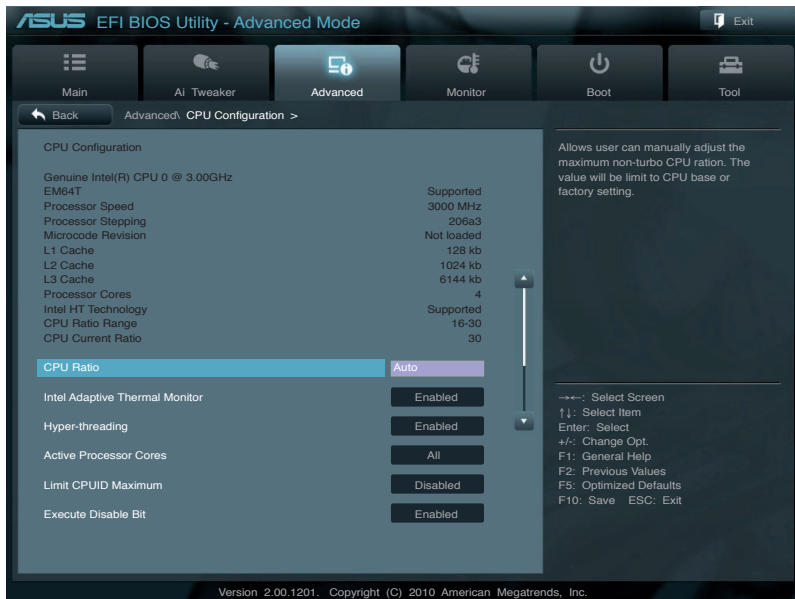 ASUS EFI BIOS Utility - Advanced Mode
Exit
Main
Ai Tweaker
Advanced
Monitor
Boot
Tool
Back
Advanced\ CPU Configuration >
CPU Configuration
Genuine Intel(R) CPU 0 @ 3.00GHz
EM64T Supported
Processor Speed 3000 MHz
Processor Stepping 206a3
Microcode Revision Not loaded
L1 Cache 128 kb
L2 Cache 1024 kb
L3 Cache 6144 kb
Processor Cores 4
Intel HT Technology Supported
CPU Ratio Range 16-30
CPU Current Ratio 30
CPU Ratio Auto
Intel Adaptive Thermal Monitor Enabled
Hyper-threading Enabled
Active Processor Cores All
Limit CPUID Maximum Disabled
Execute Disable Bit Enabled
Allows user can manually adjust the
maximum non-turbo CPU ration. The
value will be limit to CPU base or
factory setting.
→←: Select Screen
↑↓: Select Item
Enter: Select
+/-: Change Opt.
F1: General Help
F2: Previous Values
F5: Optimized Defaults
F10: Save ESC: Exit
Version 2.00.1201. Copyright (C) 2010 American Megatrends, Inc.